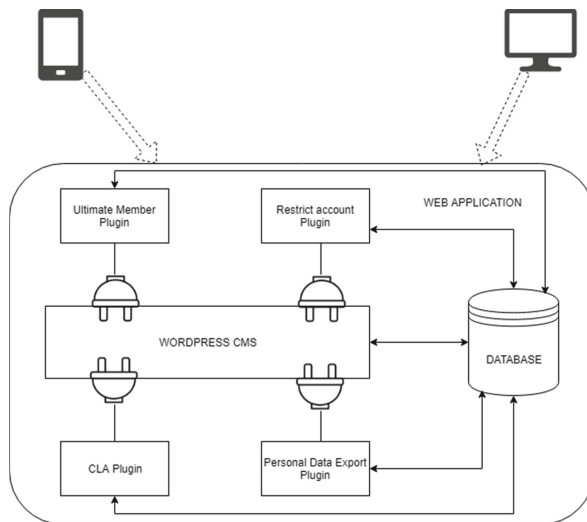 Ultimate Member
Plugin
Restrict account
Plugin
WEB APPLICATION
WORDPRESS CMS
DATABASE
CLA Plugin
Personal Data Export
Plugin